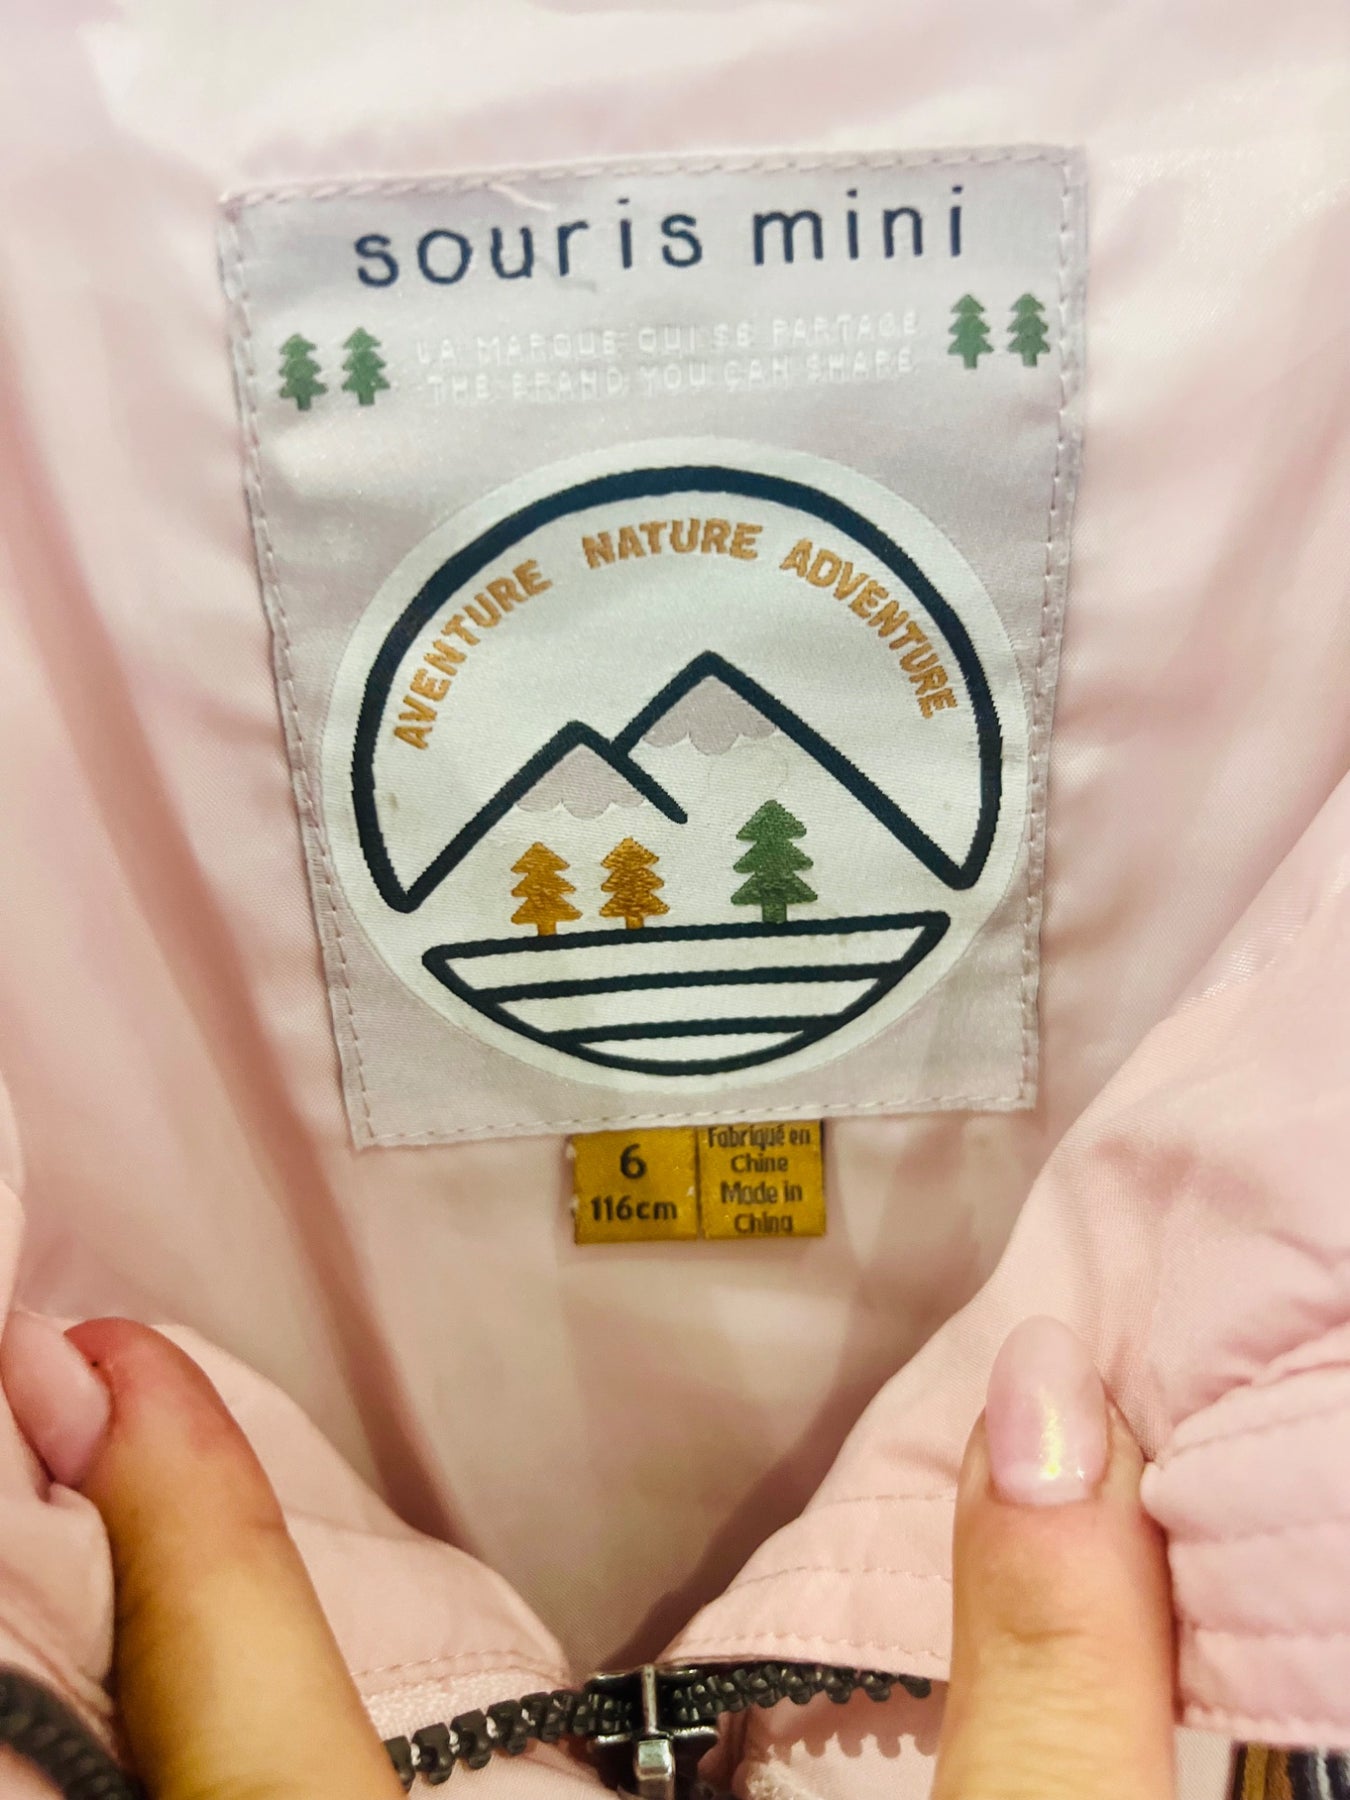 souris mini
LA MARQUE QUI SE PARTAGE
THE BRAND YOU CAN SHARE
AVENTURE NATURE ADVENTURE
6
116cm
Fabriqué en
Chine
Made in
China